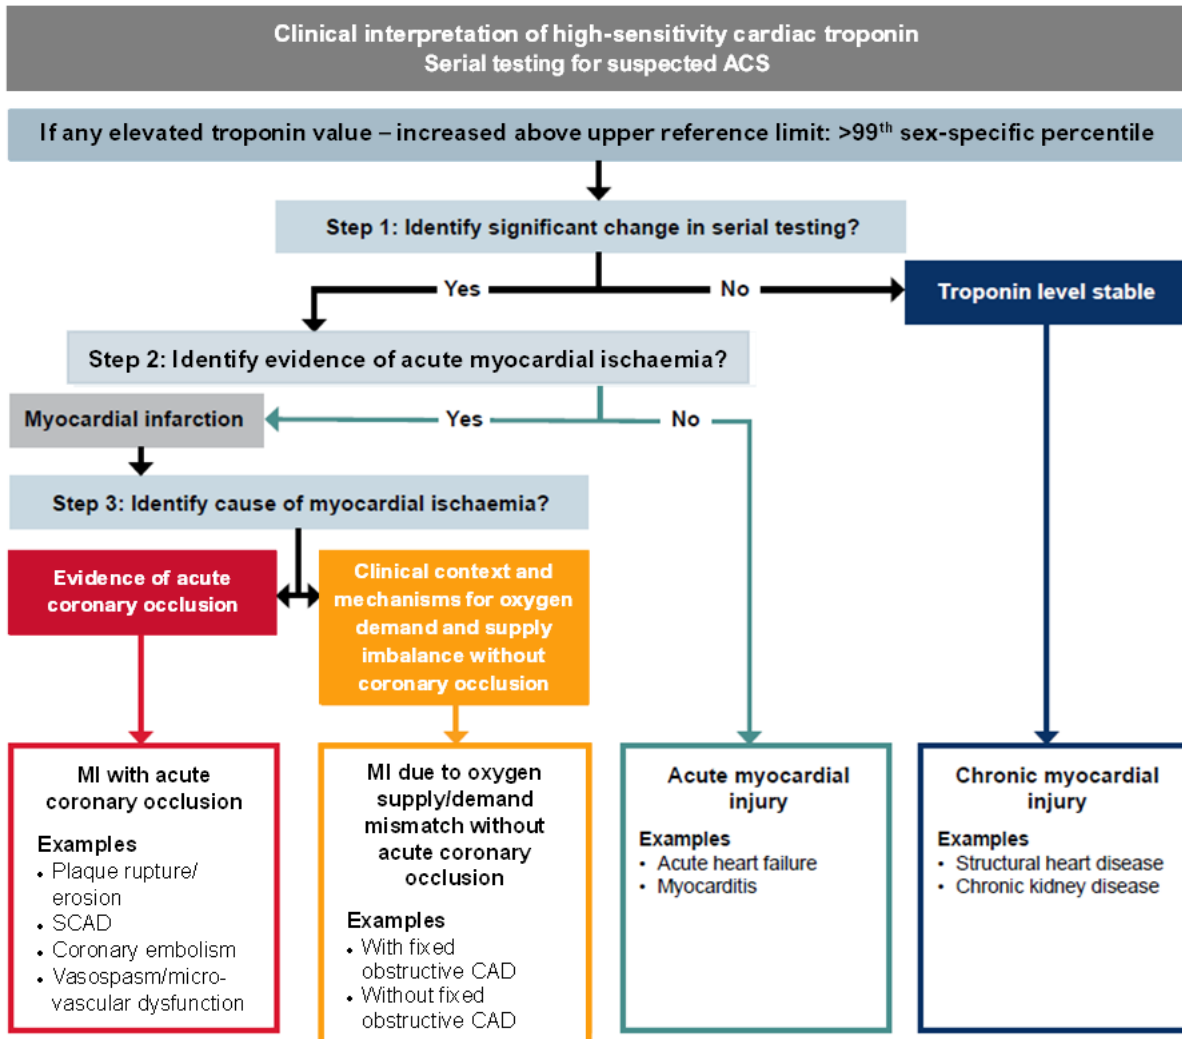 Clinical interpretation of high-sensitivity cardiac troponin
Serial testing for suspected ACS
If any elevated troponin value – increased above upper reference limit: >99th sex-specific percentile
Step 1: Identify significant change in serial testing?
Yes
No
Troponin level stable
Step 2: Identify evidence of acute myocardial ischaemia?
Myocardial infarction
Yes
No
Step 3: Identify cause of myocardial ischaemia?
Evidence of acute
coronary occlusion
Clinical context and
mechanisms for oxygen
demand and supply
imbalance without
coronary occlusion
MI with acute
coronary occlusion
Examples
• Plaque rupture/
erosion
• SCAD
• Coronary embolism
• Vasospasm/micro-
vascular dysfunction
MI due to oxygen
supply/demand
mismatch without
acute coronary
occlusion
Examples
• With fixed
obstructive CAD
• Without fixed
obstructive CAD
Acute myocardial
injury
Examples
• Acute heart failure
• Myocarditis
Chronic myocardial
injury
Examples
• Structural heart disease
• Chronic kidney disease